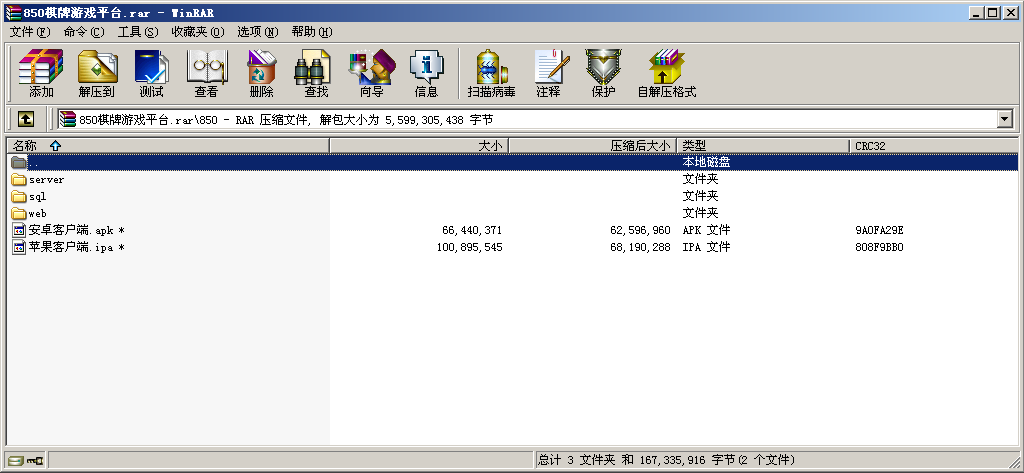 850棋牌游戏平台.rar - WinRAR
文件(F) 命令(C) 工具(S) 收藏夹(O) 选项(N) 帮助(H)
添加 解压到 测试 查看 删除 查找 向导 信息 扫描病毒 注释 保护 自解压格式
850棋牌游戏平台.rar\850 - RAR 压缩文件, 解包大小为 5,599,305,438 字节
名称 大小 压缩后大小 类型 CRC32
.. 本地磁盘
server 文件夹
sql 文件夹
web 文件夹
安卓客户端.apk * 66,440,371 62,596,960 APK 文件 9A0FA29E
苹果客户端.ipa * 100,895,545 68,190,288 IPA 文件 808F9BB0
总计 3 文件夹 和 167,335,916 字节(2 个文件)